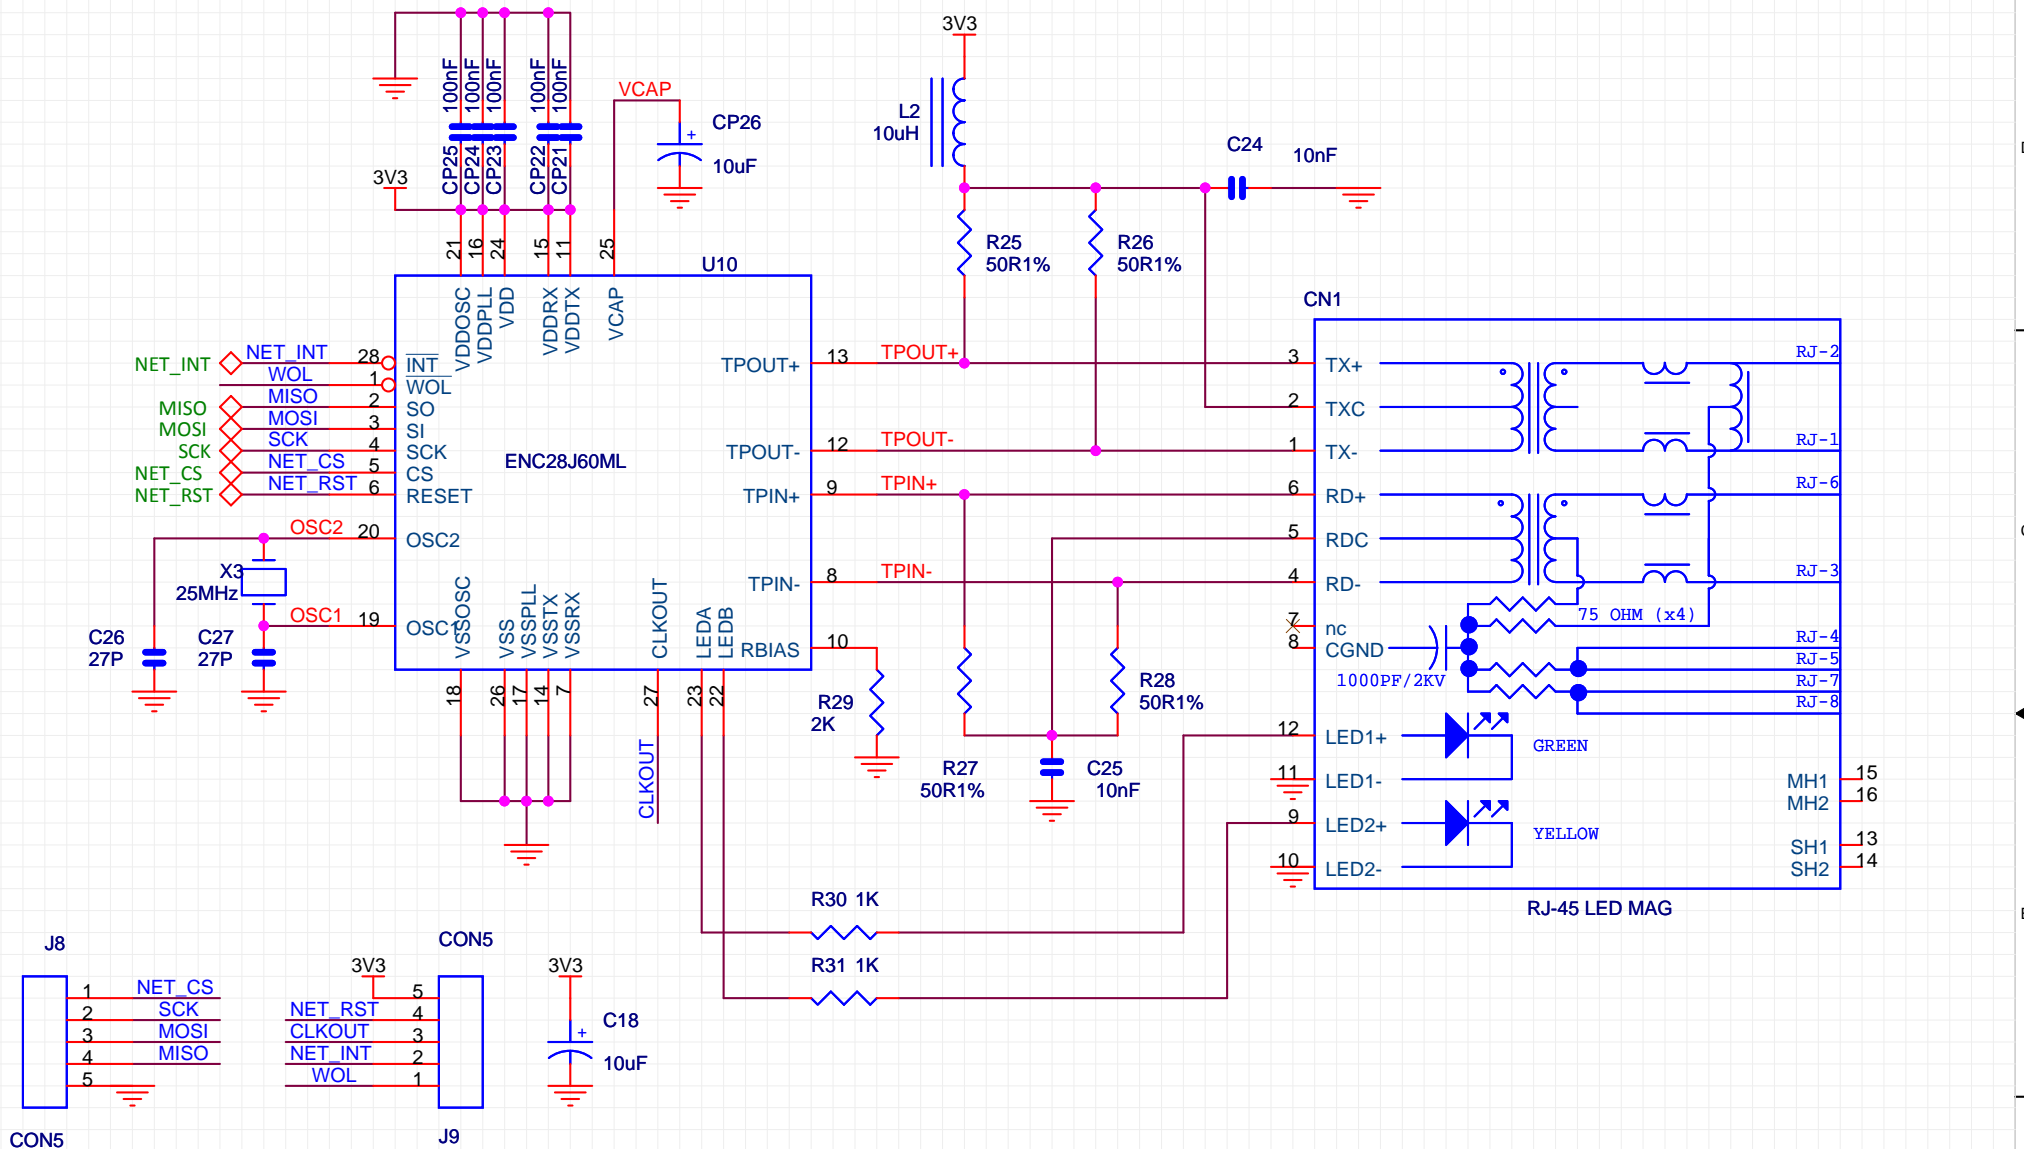 3V3
100nF
100nF
100nF
100nF
100nF
CP25
CP24
CP23
CP22
CP21
3V3
VCAP
CP26
10uF
L2
10uH
C24
10nF
21
16
24
15
11
25
R25
50R1%
R26
50R1%
U10
VDDOSC
VDDPLL
VDD
VDDRX
VDDTX
VCAP
CN1
NET_INT
NET_INT
28
INT
WOL
1
WOL
MISO
MISO
2
SO
MOSI
MOSI
3
SI
SCK
SCK
4
SCK
NET_CS
NET_CS
5
CS
NET_RST
NET_RST
6
RESET
OSC2
20
OSC2
X3
25MHz
OSC1
19
OSC1
C26
27P
C27
27P
ENC28J60ML
TPOUT+
13
TPOUT+
TPOUT-
12
TPOUT-
TPIN+
9
TPIN+
TPIN-
8
TPIN-
RBIAS
10
VSSOSC
VSS
VSSPLL
VSSTX
VSSRX
CLKOUT
LEDA
LEDB
18
26
17
14
7
27
23
22
CLKOUT
R29
2K
R28
50R1%
R27
50R1%
C25
10nF
3
TX+
2
TXC
1
TX-
6
RD+
5
RDC
4
RD-
7
nc
8
CGND
12
LED1+
11
LED1-
9
LED2+
10
LED2-
RJ-2
RJ-1
RJ-6
RJ-3
75 OHM (x4)
RJ-4
RJ-5
RJ-7
RJ-8
1000PF/2KV
GREEN
YELLOW
MH1
15
MH2
16
SH1
13
SH2
14
RJ-45 LED MAG
R30 1K
R31 1K
J8
1
NET_CS
2
SCK
3
MOSI
4
MISO
5
CON5
CON5
3V3
5
NET_RST
4
CLKOUT
3
NET_INT
2
WOL
1
J9
3V3
C18
10uF